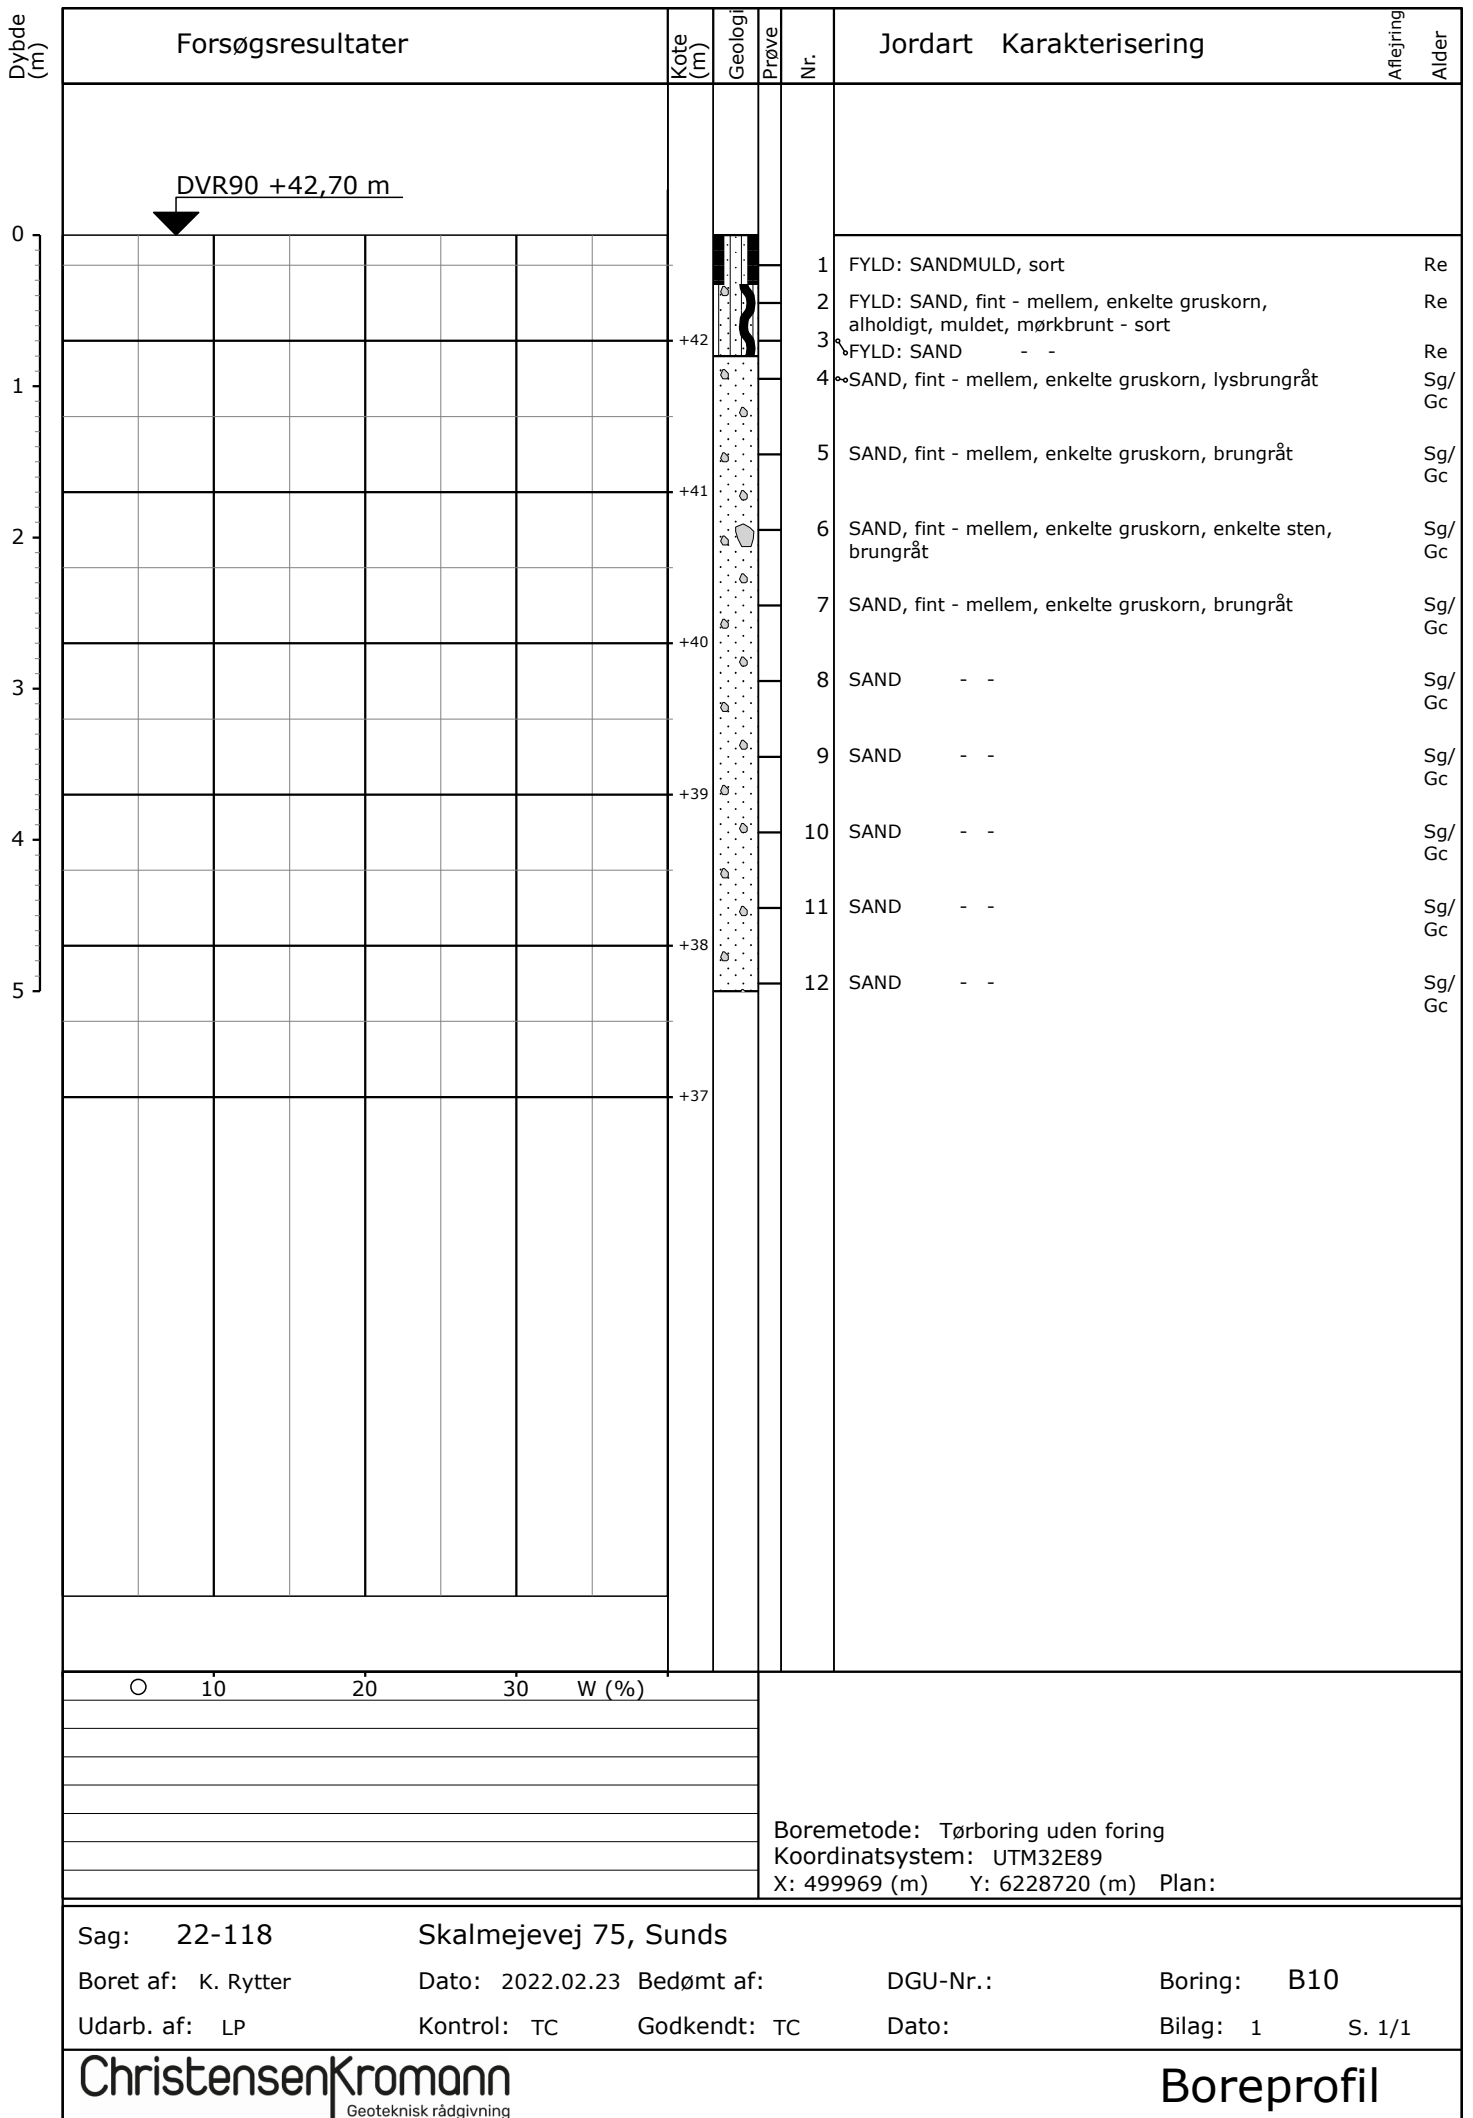 Dybde (m)
Forsøgsresultater
Kote (m)
Geologi
Prøve
Nr.
Jordart Karakterisering
Aflejring
Alder
DVR90 +42,70 m
0
1 FYLD: SANDMULD, sort Re
2 FYLD: SAND, fint - mellem, enkelte gruskorn, Re
alholdigt, muldet, mørkbrunt - sort
+42
3 FYLD: SAND - - Re
1
4 SAND, fint - mellem, enkelte gruskorn, lysbrungråt Sg/
Gc
5 SAND, fint - mellem, enkelte gruskorn, brungråt Sg/
Gc
+41
2
6 SAND, fint - mellem, enkelte gruskorn, enkelte sten, Sg/
brungråt Gc
7 SAND, fint - mellem, enkelte gruskorn, brungråt Sg/
Gc
+40
3
8 SAND - - Sg/
Gc
9 SAND - - Sg/
Gc
+39
4
10 SAND - - Sg/
Gc
11 SAND - - Sg/
Gc
+38
5
12 SAND - - Sg/
Gc
+37
10 20 30 W (%)
Boremetode: Tørboring uden foring
Koordinatsystem: UTM32E89
X: 499969 (m) Y: 6228720 (m) Plan:
Sag: 22-118 Skalmejevej 75, Sunds
Boret af: K. Rytter Dato: 2022.02.23 Bedømt af: DGU-Nr.: Boring: B10
Udarb. af: LP Kontrol: TC Godkendt: TC Dato: Bilag: 1 S. 1/1
ChristensenKromann
Geoteknisk rådgivning
Boreprofil